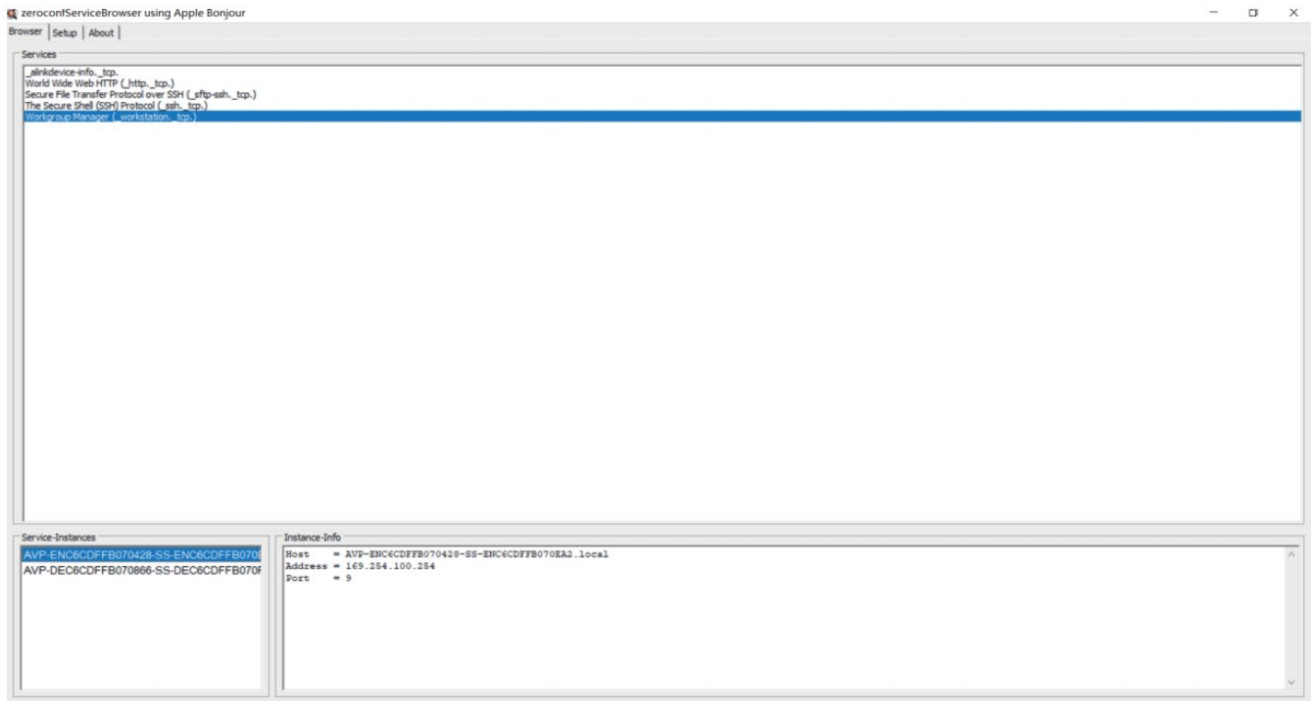 zeroconfServiceBrowser using Apple Bonjour
Browser Setup About
Services
_alinkdevice-info._tcp.
World Wide Web HTTP (_http._tcp.)
Secure File Transfer Protocol over SSH (_sftp-ssh._tcp.)
The Secure Shell (SSH) Protocol (_ssh._tcp.)
Workgroup Manager (_workstation._tcp.)
Service-Instances
AVP-ENC6CDFFB070428-SS-ENC6CDFFB070E
AVP-DEC6CDFFB070866-SS-DEC6CDFFB070F
Instance-Info
Host = AVP-ENC6CDFFB070428-SS-ENC6CDFFB070EA2.local
Address = 169.254.100.254
Port = 9